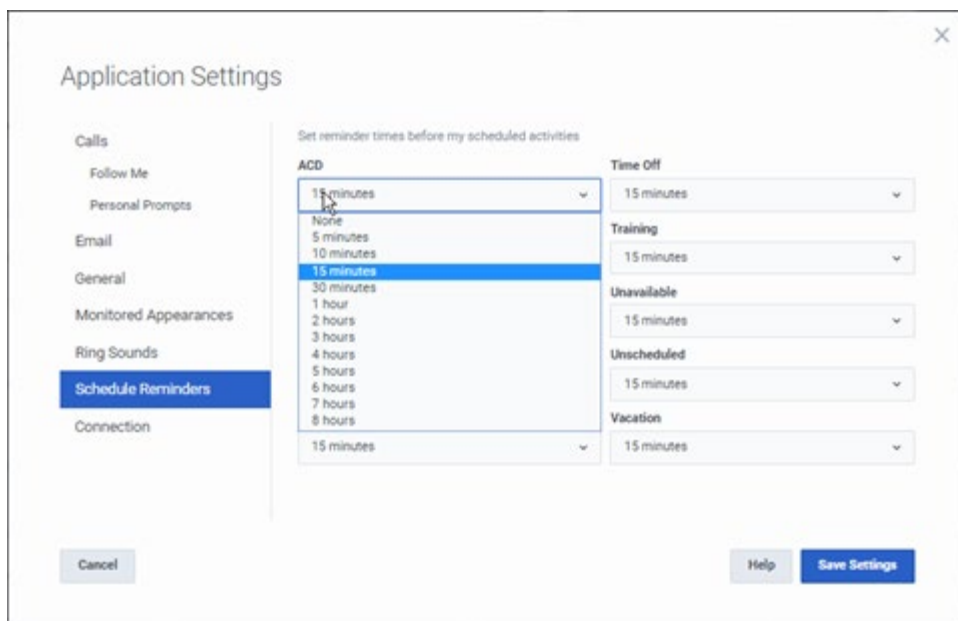 Application Settings
Calls
Follow Me
Personal Prompts
Email
General
Monitored Appearances
Ring Sounds
Schedule Reminders
Connection
Set reminder times before my scheduled activities
ACD
15 minutes
None
5 minutes
10 minutes
15 minutes
30 minutes
1 hour
2 hours
3 hours
4 hours
5 hours
6 hours
7 hours
8 hours
15 minutes
Time Off
15 minutes
Training
15 minutes
Unavailable
15 minutes
Unscheduled
15 minutes
Vacation
15 minutes
Cancel
Help
Save Settings